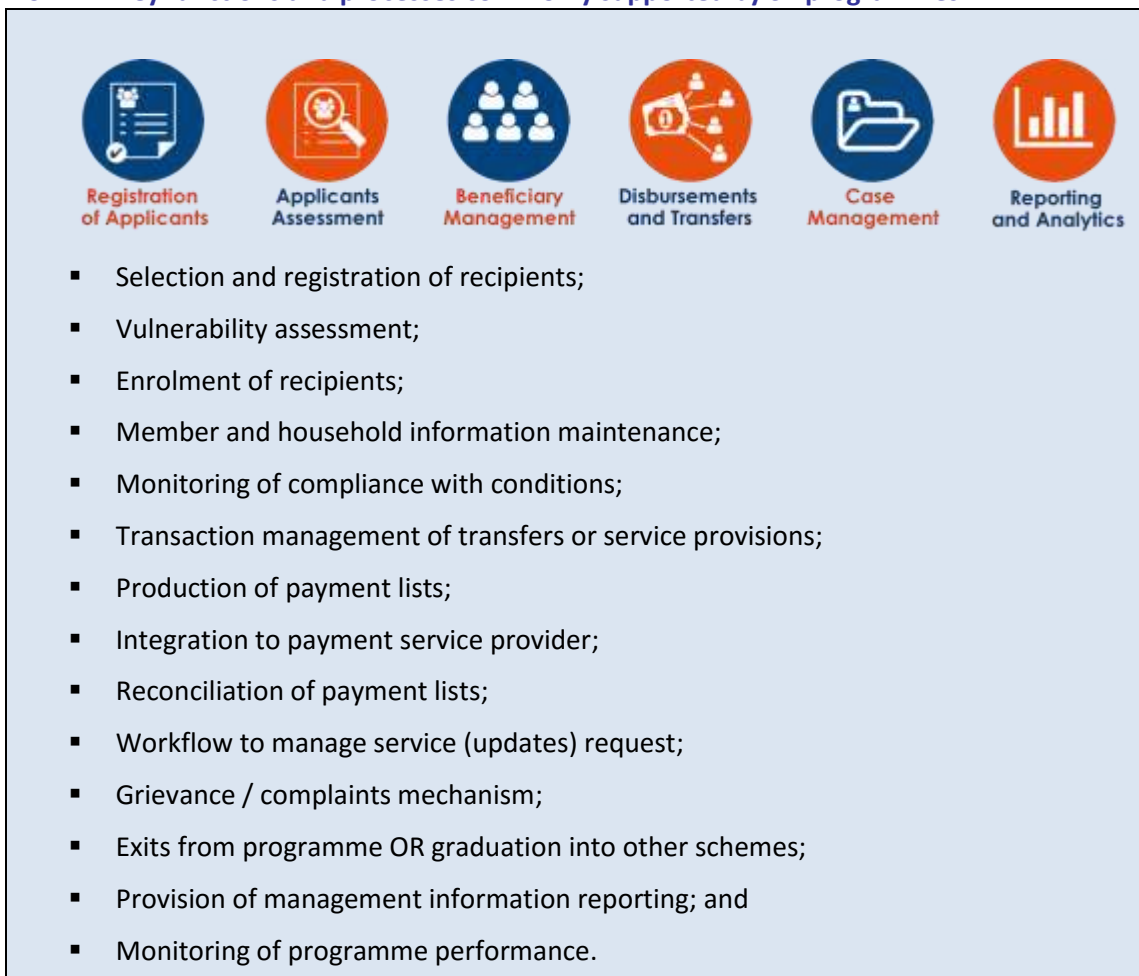 Registration
of Applicants
Applicants
Assessment
Beneficiary
Management
Disbursements
and Transfers
Case
Management
Reporting
and Analytics
▪ Selection and registration of recipients;
▪ Vulnerability assessment;
▪ Enrolment of recipients;
▪ Member and household information maintenance;
▪ Monitoring of compliance with conditions;
▪ Transaction management of transfers or service provisions;
▪ Production of payment lists;
▪ Integration to payment service provider;
▪ Reconciliation of payment lists;
▪ Workflow to manage service (updates) request;
▪ Grievance / complaints mechanism;
▪ Exits from programme OR graduation into other schemes;
▪ Provision of management information reporting; and
▪ Monitoring of programme performance.